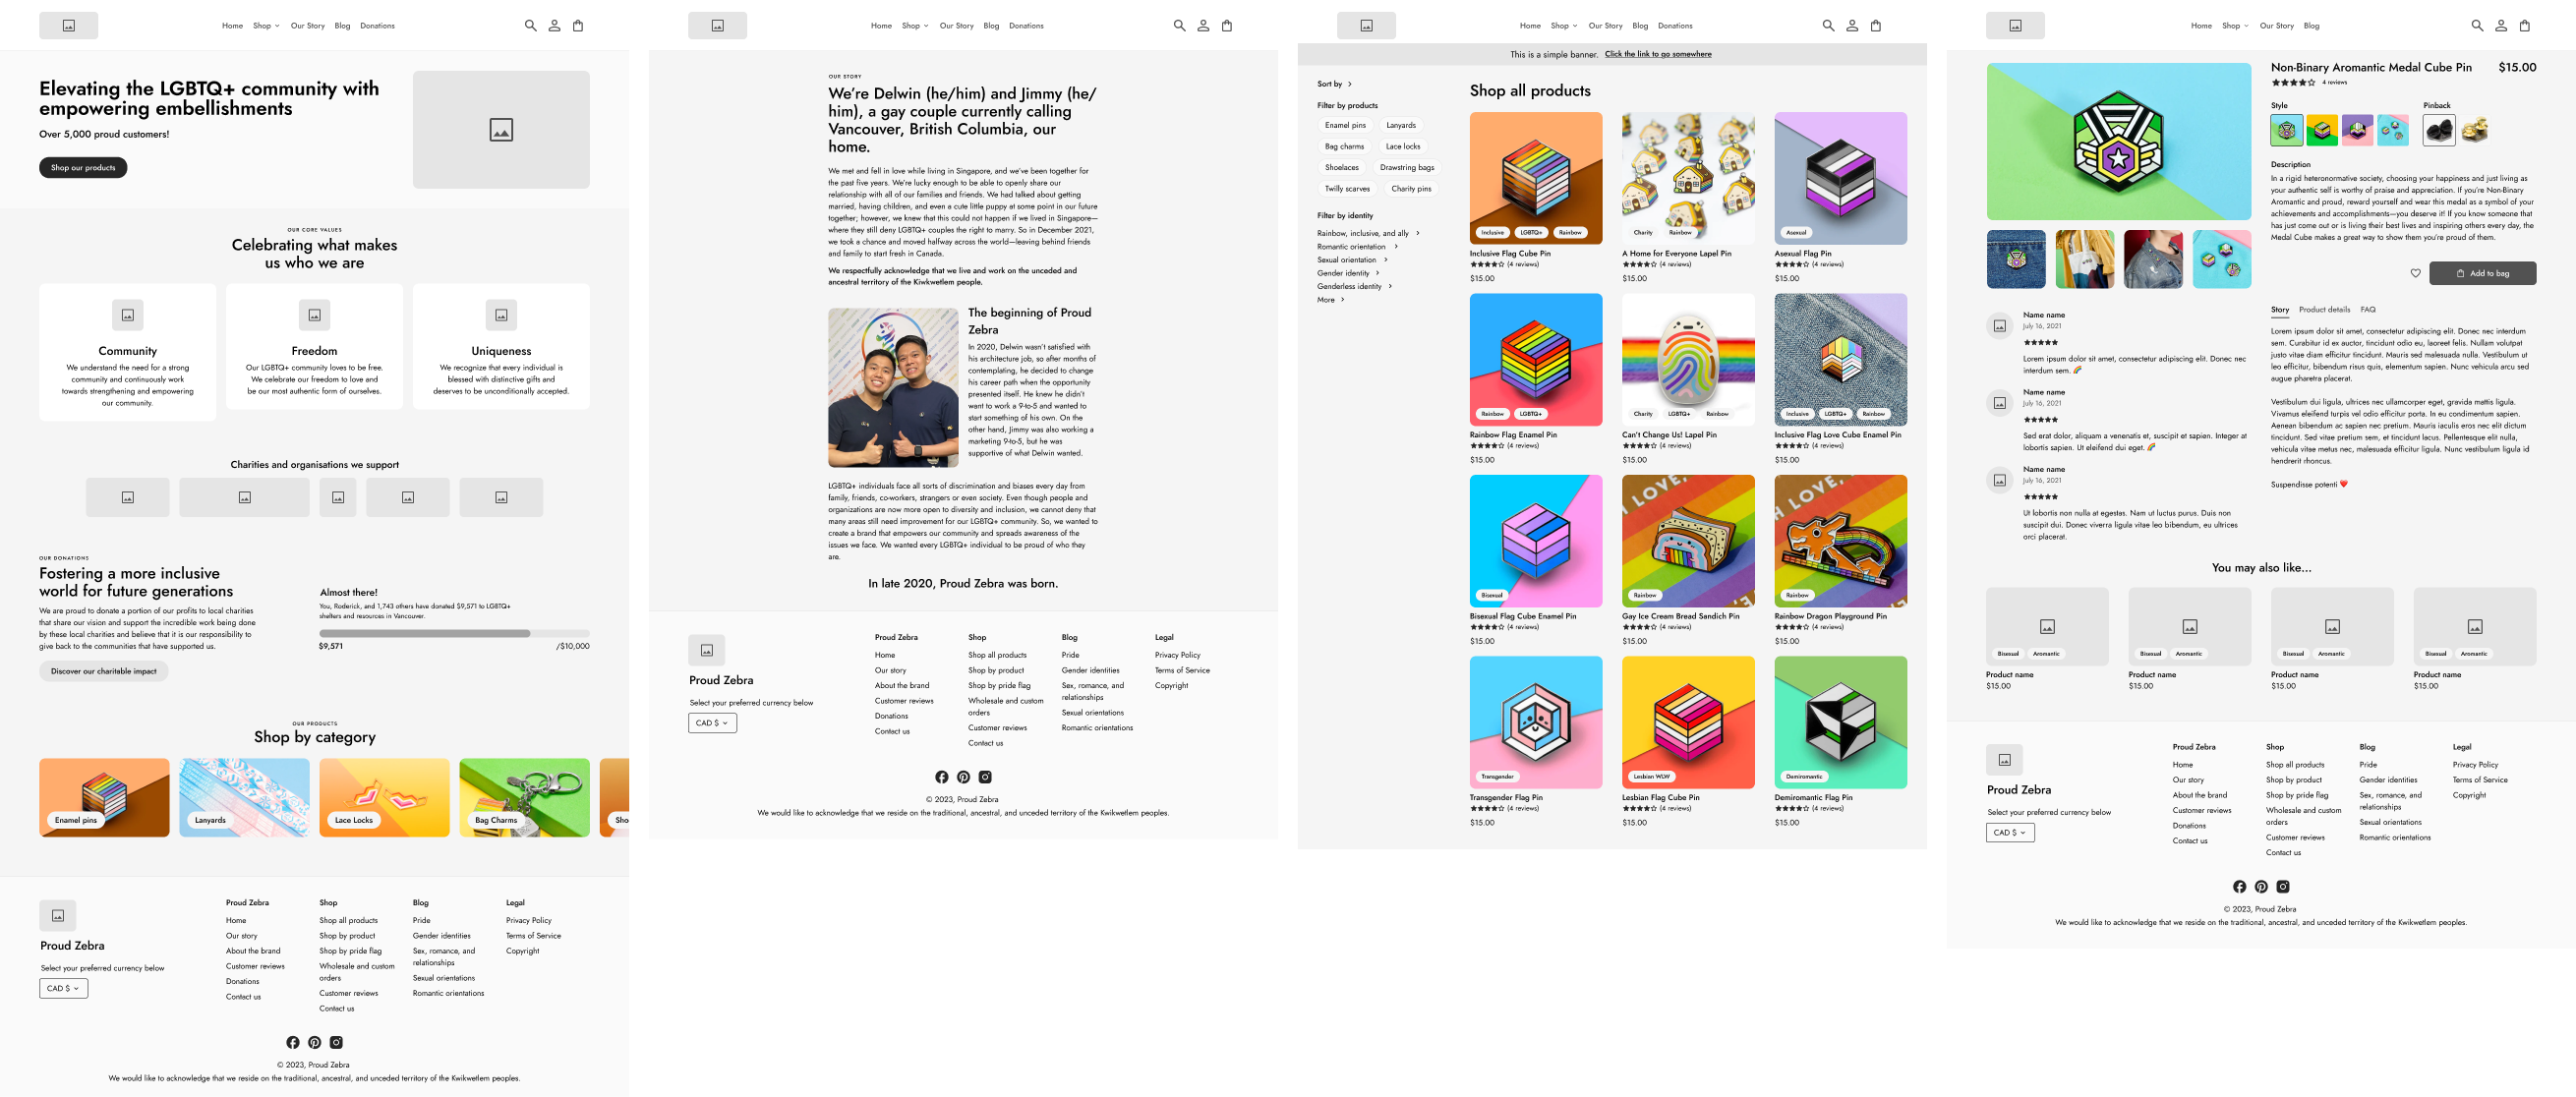 Home Shop Our Story Blog Donations
Elevating the LGBTQ+ community with
empowering embellishments
Over 5,000 proud customers!
Shop our products
OUR CORE VALUES
Celebrating what makes
us who we are
Community
We understand the need for a strong
community and continuously work
towards strengthening and empowering
our community.
Freedom
Our LGBTQ+ community loves to be free.
We celebrate our freedom to love and
be our most authentic form of ourselves.
Uniqueness
We recognize that every individual is
blessed with distinctive gifts and
deserves to be unconditionally accepted.
Charities and organisations we support
OUR DONATIONS
Fostering a more inclusive
world for future generations
We are proud to donate a portion of our profits to local charities
that share our vision and support the incredible work being done
by these local charities and believe that it is our responsibility to
give back to the communities that have supported us.
Discover our charitable impact
Almost there!
You, Roderick, and 1,743 others have donated $9,571 to LGBTQ+
shelters and resources in Vancouver.
$9,571 /$10,000
OUR PRODUCTS
Shop by category
Enamel pins
Lanyards
Lace Locks
Bag Charms
Sho
Proud Zebra
Select your preferred currency below
CAD $
Proud Zebra
Home
Our story
About the brand
Customer reviews
Donations
Contact us
Shop
Shop all products
Shop by product
Shop by pride flag
Wholesale and custom
orders
Customer reviews
Contact us
Blog
Pride
Gender identities
Sex, romance, and
relationships
Sexual orientations
Romantic orientations
Legal
Privacy Policy
Terms of Service
Copyright
© 2023, Proud Zebra
We would like to acknowledge that we reside on the traditional, ancestral, and unceded territory of the Kwikwetlem peoples.
Home Shop Our Story Blog Donations
OUR STORY
We're Delwin (he/him) and Jimmy (he/
him), a gay couple currently calling
Vancouver, British Columbia, our
home.
We met and fell in love while living in Singapore, and we've been together for
the past five years. We're lucky enough to be able to openly share our
relationship with all of our families and friends. We had talked about getting
married, having children, and even a cute little puppy at some point in our future
together; however, we knew that this could not happen if we lived in Singapore—
where they still deny LGBTQ+ couples the right to marry. So in December 2021,
we took a chance and moved halfway across the world—leaving behind friends
and family to start fresh in Canada.
We respectfully acknowledge that we live and work on the unceded and
ancestral territory of the Kiwkwetlem people.
The beginning of Proud
Zebra
In 2020, Delwin wasn't satisfied with
his architecture job, so after months of
contemplating, he decided to change
his career path when the opportunity
presented itself. He knew he didn't
want to work a 9-to-5 and wanted to
start something of his own. On the
other hand, Jimmy was also working a
marketing 9-to-5, but he was
supportive of what Delwin wanted.
LGBTQ+ individuals face all sorts of discrimination and biases every day from
family, friends, co-workers, strangers or even society. Even though people and
organizations are now more open to diversity and inclusion, we cannot deny that
many areas still need improvement for our LGBTQ+ community. So, we wanted to
create a brand that empowers our community and spreads awareness of the
issues we face. We wanted every LGBTQ+ individual to be proud of who they
are.
In late 2020, Proud Zebra was born.
Proud Zebra
Select your preferred currency below
CAD $
Proud Zebra
Home
Our story
About the brand
Customer reviews
Donations
Contact us
Shop
Shop all products
Shop by product
Shop by pride flag
Wholesale and custom
orders
Customer reviews
Contact us
Blog
Pride
Gender identities
Sex, romance, and
relationships
Sexual orientations
Romantic orientations
Legal
Privacy Policy
Terms of Service
Copyright
© 2023, Proud Zebra
We would like to acknowledge that we reside on the traditional, ancestral, and unceded territory of the Kwikwetlem peoples.
Home Shop Our Story Blog Donations
This is a simple banner. Click the link to go somewhere
Sort by
Filter by products
Enamel pins Lanyards
Bag charms Lace locks
Shoelaces Drawstring bags
Twilly scarves Charity pins
Filter by identity
Rainbow, inclusive, and ally
Romantic orientation
Sexual orientation
Gender identity
Genderless identity
More
Shop all products
Inclusive LGBTQ+ Rainbow
Inclusive Flag Cube Pin
(4 reviews)
$15.00
Charity Rainbow
A Home for Everyone Lapel Pin
(4 reviews)
$15.00
Asexual
Asexual Flag Pin
(4 reviews)
$15.00
Rainbow LGBTQ+
Rainbow Flag Enamel Pin
(4 reviews)
$15.00
Charity LGBTQ+ Rainbow
Can't Change Us! Lapel Pin
(4 reviews)
$15.00
Inclusive LGBTQ+ Rainbow
Inclusive Flag Love Cube Enamel Pin
(4 reviews)
$15.00
Bisexual
Bisexual Flag Cube Enamel Pin
(4 reviews)
$15.00
LOVE,
Rainbow
Gay Ice Cream Bread Sandich Pin
(4 reviews)
$15.00
H LOVE,
Rainbow
Rainbow Dragon Playground Pin
(4 reviews)
$15.00
Transgender
Transgender Flag Pin
(4 reviews)
$15.00
Lesbian WLW
Lesbian Flag Cube Pin
(4 reviews)
$15.00
Demiromantic
Demiromantic Flag Pin
(4 reviews)
$15.00
Home Shop Our Story Blog
Non-Binary Aromantic Medal Cube Pin $15.00
4 reviews
Style Pinback
Description
In a rigid heteronormative society, choosing your happiness and just living as
your authentic self is worthy of praise and appreciation. If you're Non-Binary
Aromantic and proud, reward yourself and wear this medal as a symbol of your
achievements and accomplishments—you deserve it! If you know someone that
has just come out or is living their best lives and inspiring others every day, the
Medal Cube makes a great way to show them you're proud of them.
Add to bag
Name name
July 16, 2021
Lorem ipsum dolor sit amet, consectetur adipiscing elit. Donec nec
interdum sem. 🌈
Name name
July 16, 2021
Sed erat dolor, aliquam a venenatis et, suscipit et sapien. Integer at
lobortis sapien. Ut eleifend dui eget. 🌈
Name name
July 16, 2021
Ut lobortis non nulla at egestas. Nam ut luctus purus. Duis non
suscipit dui. Donec viverra ligula vitae leo bibendum, eu ultrices
orci placerat.
Story Product details FAQ
Lorem ipsum dolor sit amet, consectetur adipiscing elit. Donec nec interdum
sem. Curabitur id ex auctor, tincidunt odio eu, laoreet felis. Nullam volutpat
justo vitae diam efficitur tincidunt. Mauris sed malesuada nulla. Vestibulum ut
leo efficitur, bibendum risus quis, elementum sapien. Nunc vehicula arcu sed
augue pharetra placerat.
Vestibulum dui ligula, ultrices nec ullamcorper eget, gravida mattis ligula.
Vivamus eleifend turpis vel odio efficitur porta. In eu condimentum sapien.
Aenean bibendum sapien nec pretium. Mauris iaculis eros nec elit dictum
tincidunt. Sed vitae pretium sem, et tincidunt lacus. Pellentesque elit nulla,
vehicula vitae metus nec, malesuada efficitur ligula. Nunc vestibulum ligula id
hendrerit rhoncus.
Suspendisse potenti ❤️
You may also like...
Bisexual Aromantic
Product name
$15.00
Bisexual Aromantic
Product name
$15.00
Bisexual Aromantic
Product name
$15.00
Bisexual Aromantic
Product name
$15.00
Proud Zebra
Select your preferred currency below
CAD $
Proud Zebra
Home
Our story
About the brand
Customer reviews
Donations
Contact us
Shop
Shop all products
Shop by product
Shop by pride flag
Wholesale and custom
orders
Customer reviews
Contact us
Blog
Pride
Gender identities
Sex, romance, and
relationships
Sexual orientations
Romantic orientations
Legal
Privacy Policy
Terms of Service
Copyright
© 2023, Proud Zebra
We would like to acknowledge that we reside on the traditional, ancestral, and unceded territory of the Kwikwetlem peoples.